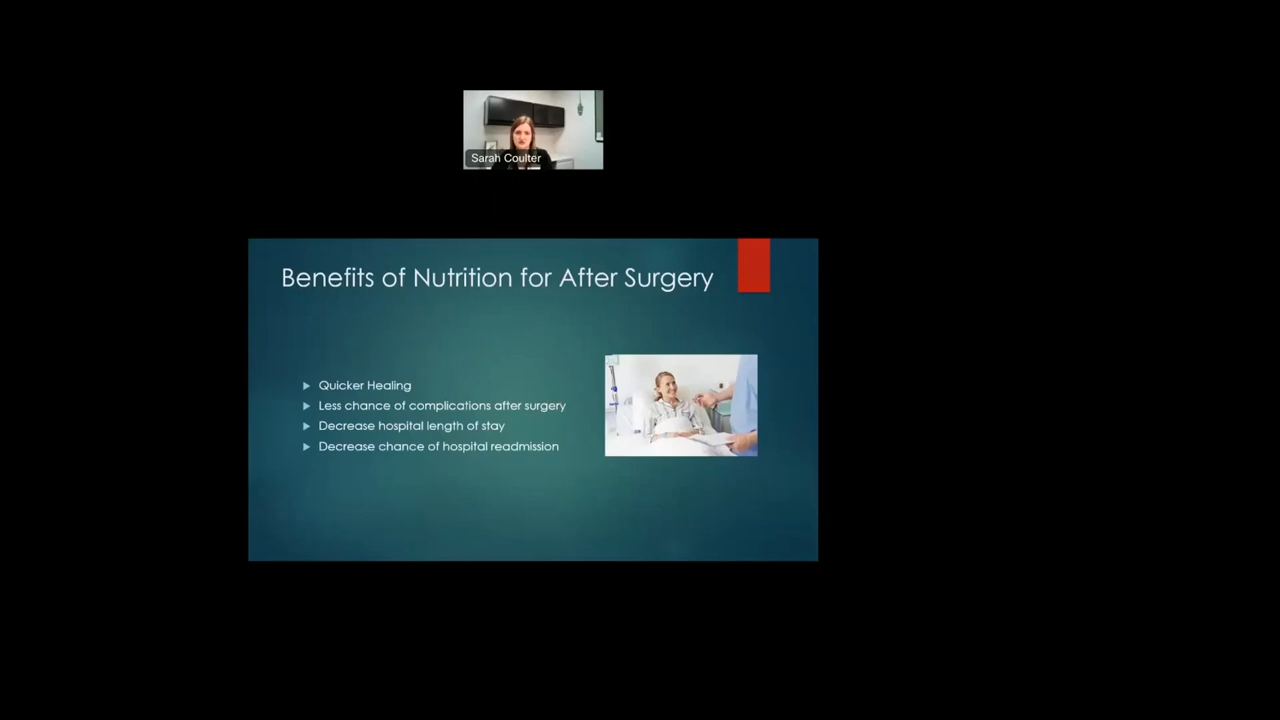 Sarah Coulter
Benefits of Nutrition for After Surgery
Quicker Healing
Less chance of complications after surgery
Decrease hospital length of stay
Decrease chance of hospital readmission